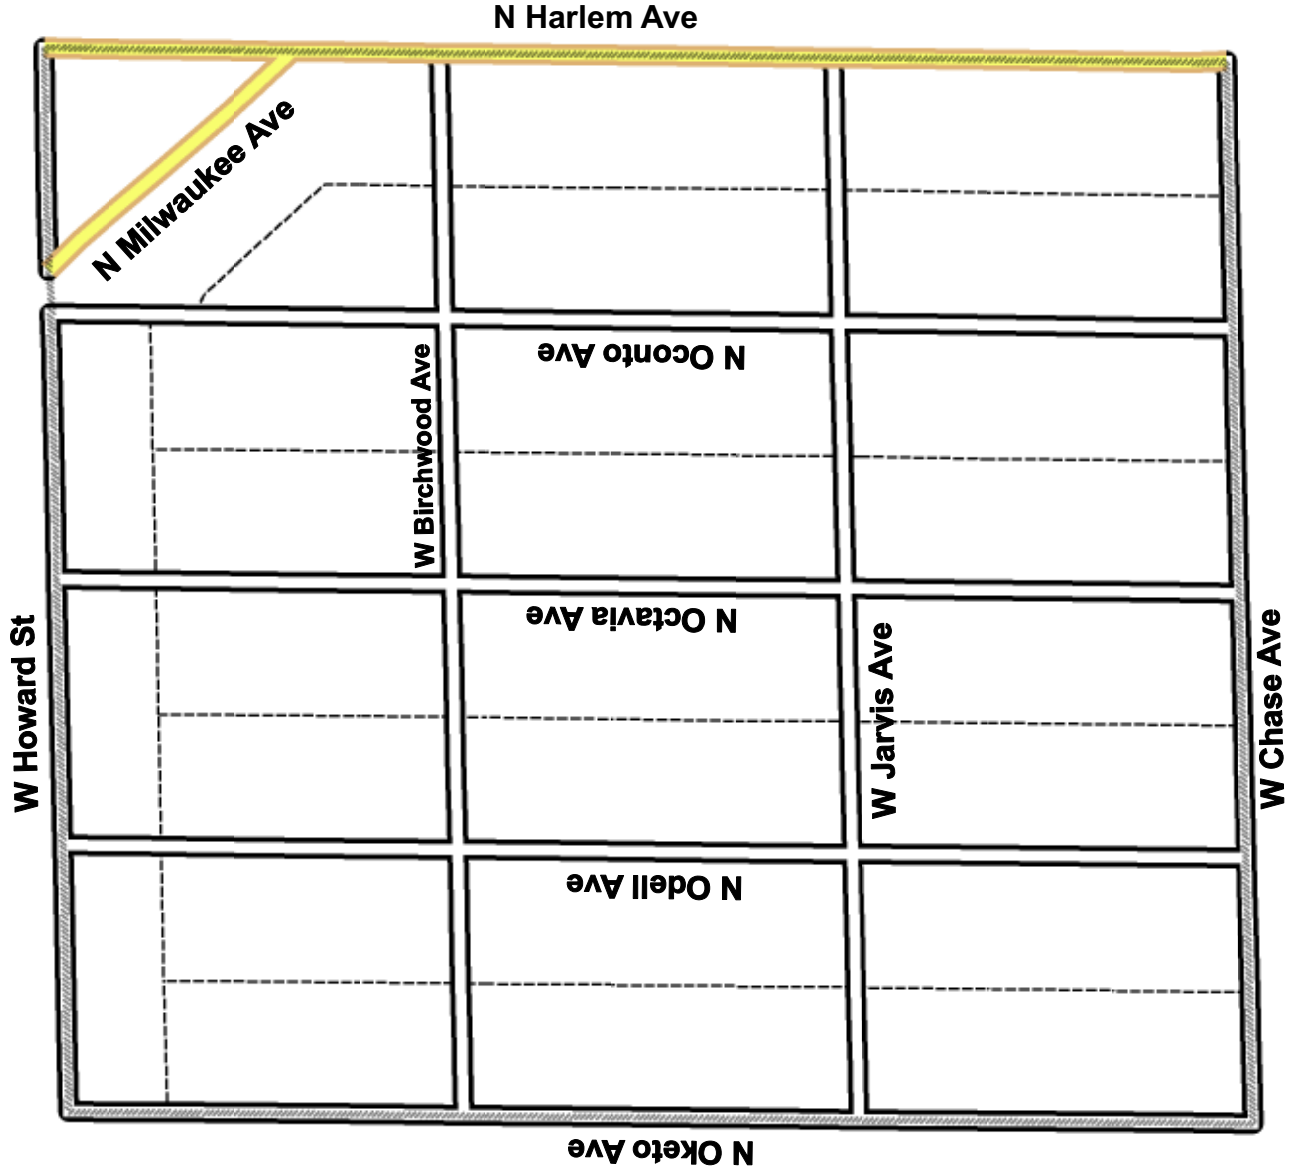 N Harlem Ave
N Milwaukee Ave
N Oconto Ave
W Birchwood Ave
N Octavia Ave
W Howard St
W Jarvis Ave
W Chase Ave
N Odell Ave
N Oketo Ave